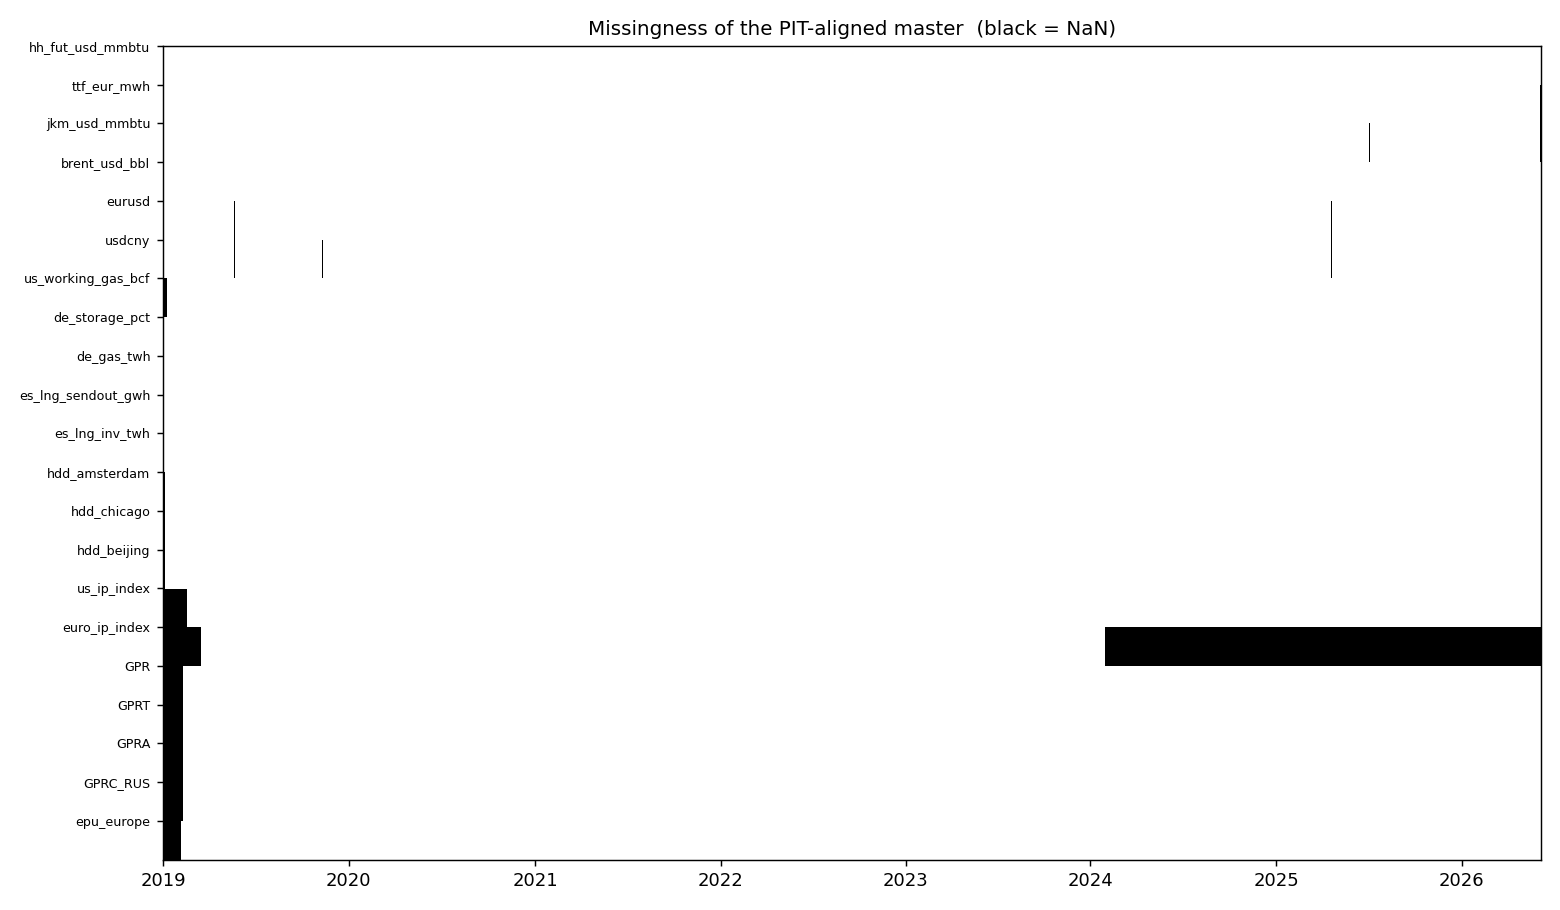 Missingness of the PIT-aligned master  (black = NaN)
hh_fut_usd_mmbtu
ttf_eur_mwh
jkm_usd_mmbtu
brent_usd_bbl
eurusd
usdcny
us_working_gas_bcf
de_storage_pct
de_gas_twh
es_lng_sendout_gwh
es_lng_inv_twh
hdd_amsterdam
hdd_chicago
hdd_beijing
us_ip_index
euro_ip_index
GPR
GPRT
GPRA
GPRC_RUS
epu_europe
2019 2020 2021 2022 2023 2024 2025 2026